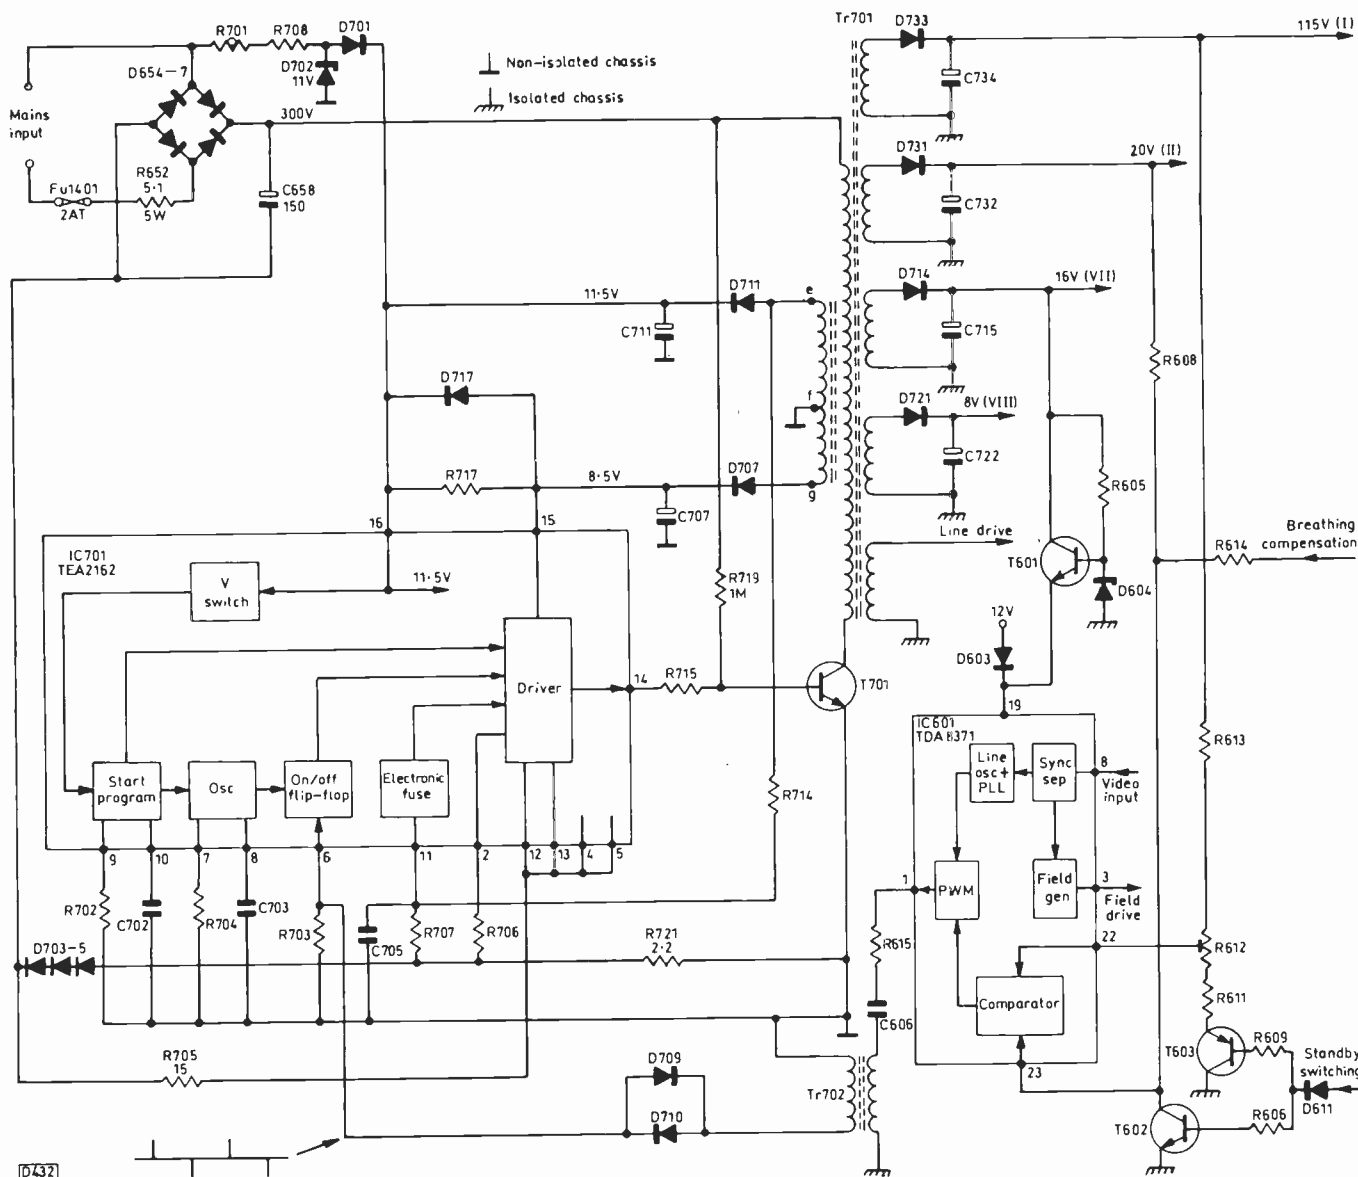 Tr701
D733
115V (I)
R701
R708
D701
D702
11V
Non-isolated chassis
Isolated chassis
C734
D654-7
Mains
input
300V
D731
20V (II)
R652
5·1
5W
Fu1401
2AT
C658
150
C732
D714
16V (VII)
11·5V
D711
e
C711
C715
R608
D717
f
D721
8V (VIII)
R717
8·5V
D707
g
C707
C722
R605
16
15
Line drive
Breathing
compensation
R614
IC701
TEA2162
V
switch
11·5V
R719
1M
T601
D604
12V
D603
Driver
14
R715
T701
19
IC601
TDA8371
Line
osc+
PLL
Sync
sep
8
Video
input
R613
Start
program
Osc
On/off
flip-flop
Electronic
fuse
R714
9
10
7
8
6
11
2
12
13
4
5
1
PWM
Field
gen
3
Field
drive
R702
C702
R704
C703
R703
C705
R707
R706
R721
2·2
R615
22
R612
D703-5
Comparator
R611
C606
R705
15
D709
D710
Tr702
23
T603
R609
Standby
switching
D611
T602
R606
D432